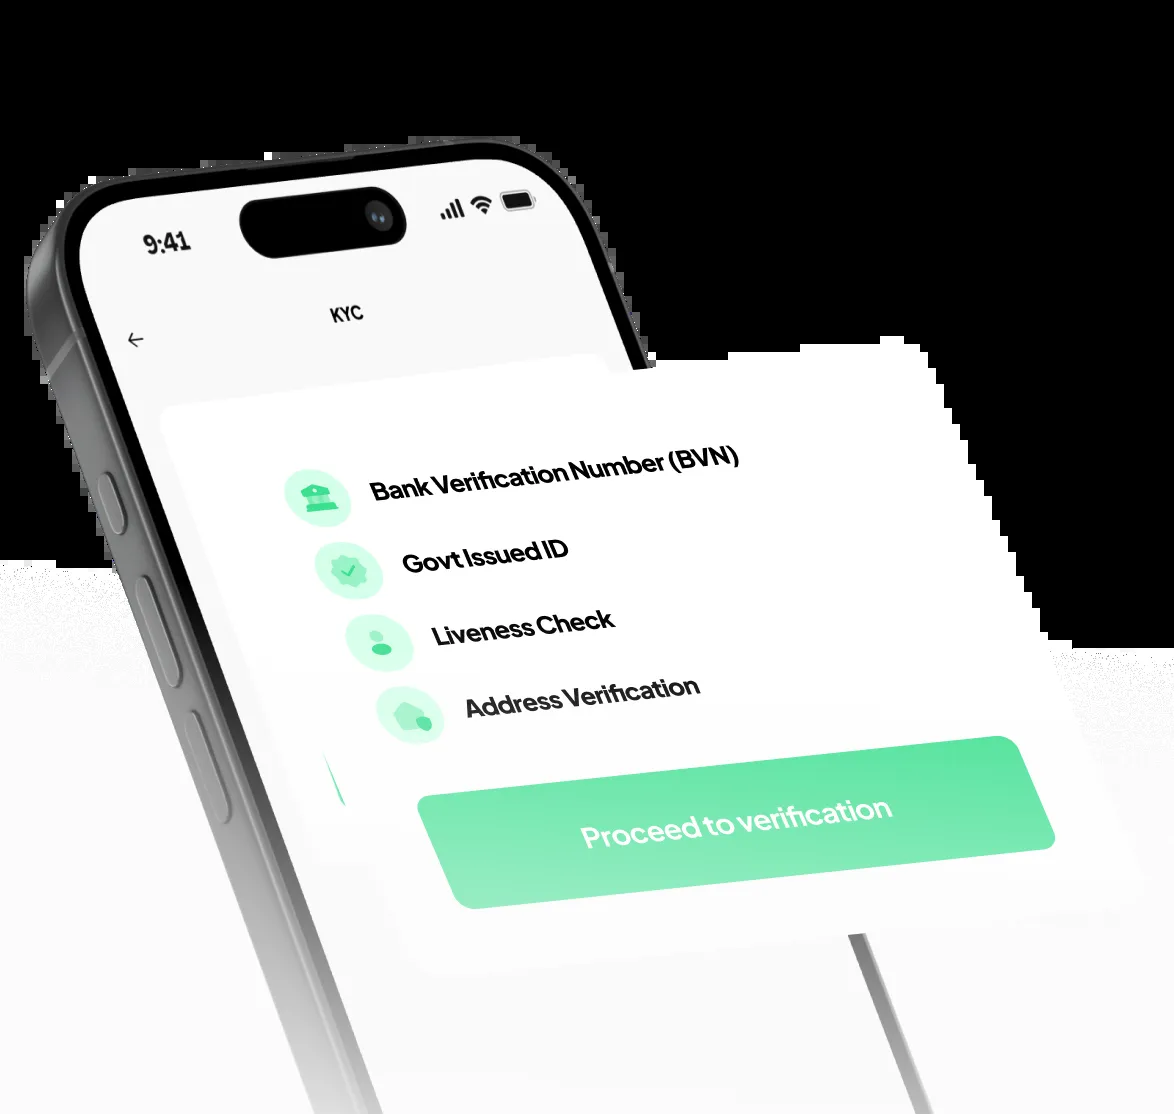 9:41
KYC
Bank Verification Number (BVN)
Govt Issued ID
Liveness Check
Address Verification
Proceed to verification